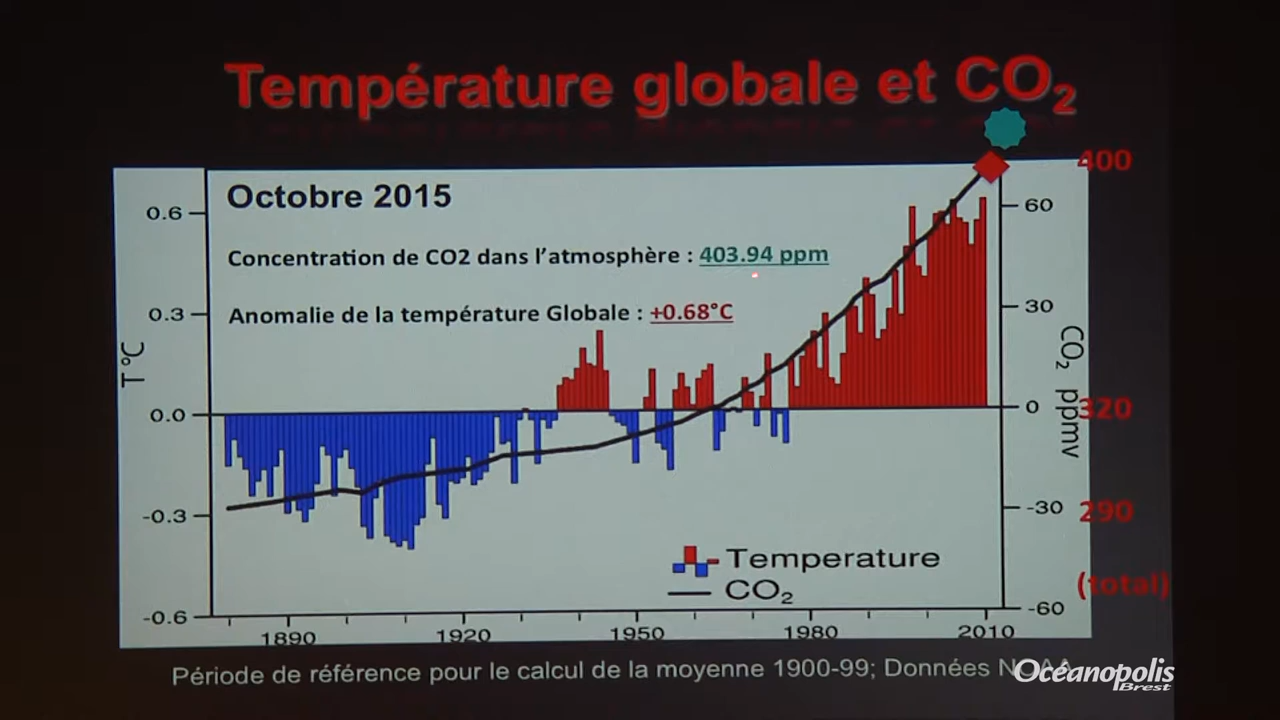 Température globale et CO₂
400
Octobre 2015
0.6
60
Concentration de CO2 dans l'atmosphère : 403.94 ppm
0.3
30
Anomalie de la température Globale : +0.68°C
T°C
CO₂ ppmv
0.0
0
320
-0.3
-30
290
Temperature
CO₂
(total)
-0.6
-60
1890 1920 1950 1980 2010
Période de référence pour le calcul de la moyenne 1900-99; Données
Océanopolis
Brest